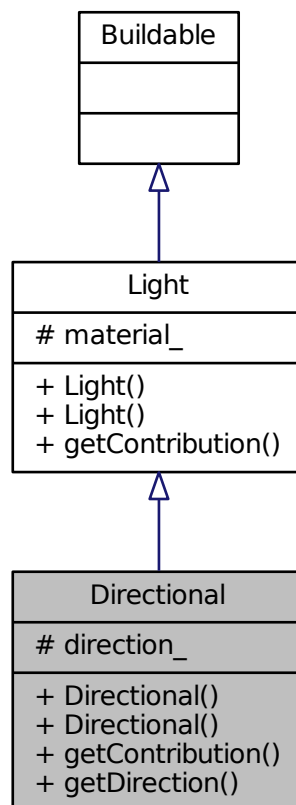 Buildable
Light
# material_
+ Light()
+ Light()
+ getContribution()
Directional
# direction_
+ Directional()
+ Directional()
+ getContribution()
+ getDirection()